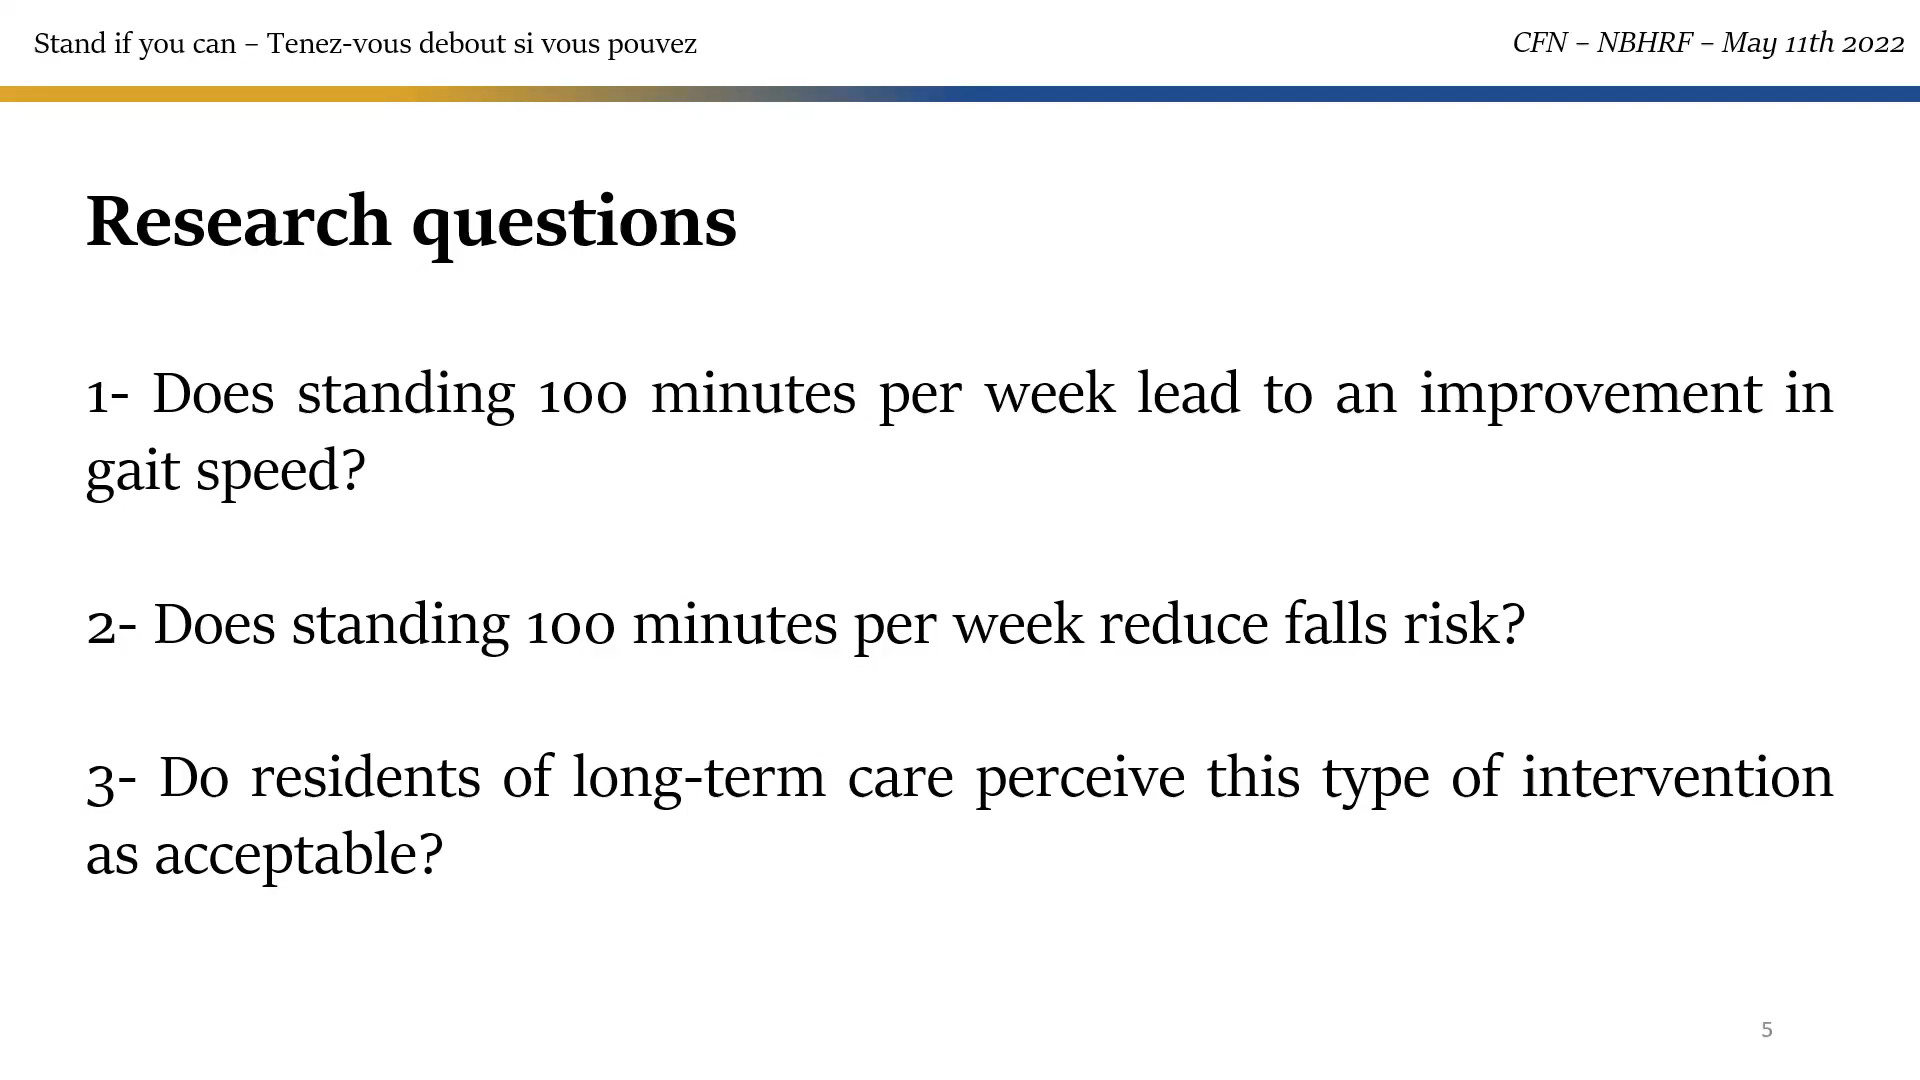 Stand if you can – Tenez-vous debout si vous pouvez
CFN – NBHRF – May 11th 2022
Research questions
1- Does standing 100 minutes per week lead to an improvement in
gait speed?
2- Does standing 100 minutes per week reduce falls risk?
3- Do residents of long-term care perceive this type of intervention
as acceptable?
5